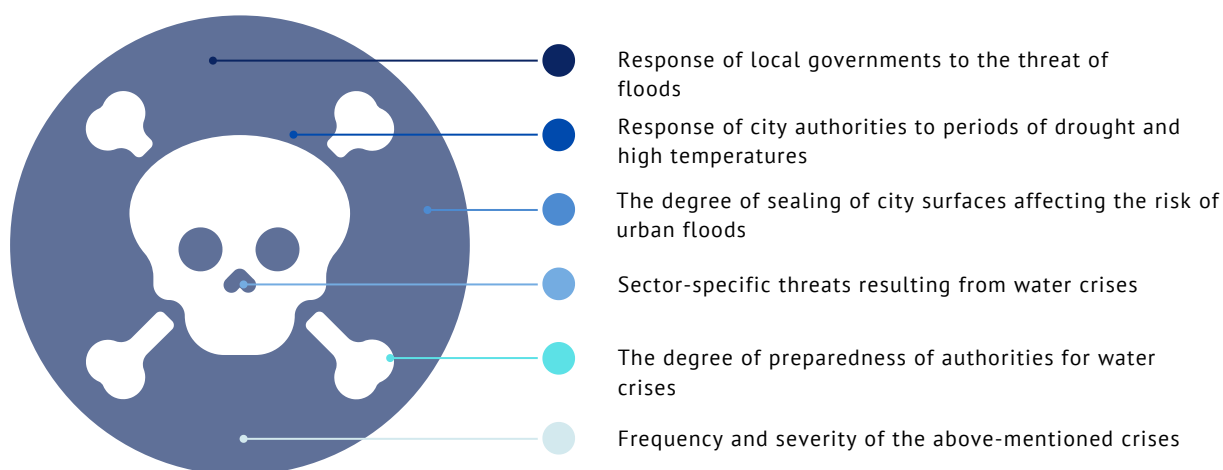 Response of local governments to the threat of
floods
Response of city authorities to periods of drought and
high temperatures
The degree of sealing of city surfaces affecting the risk of
urban floods
Sector-specific threats resulting from water crises
The degree of preparedness of authorities for water
crises
Frequency and severity of the above-mentioned crises